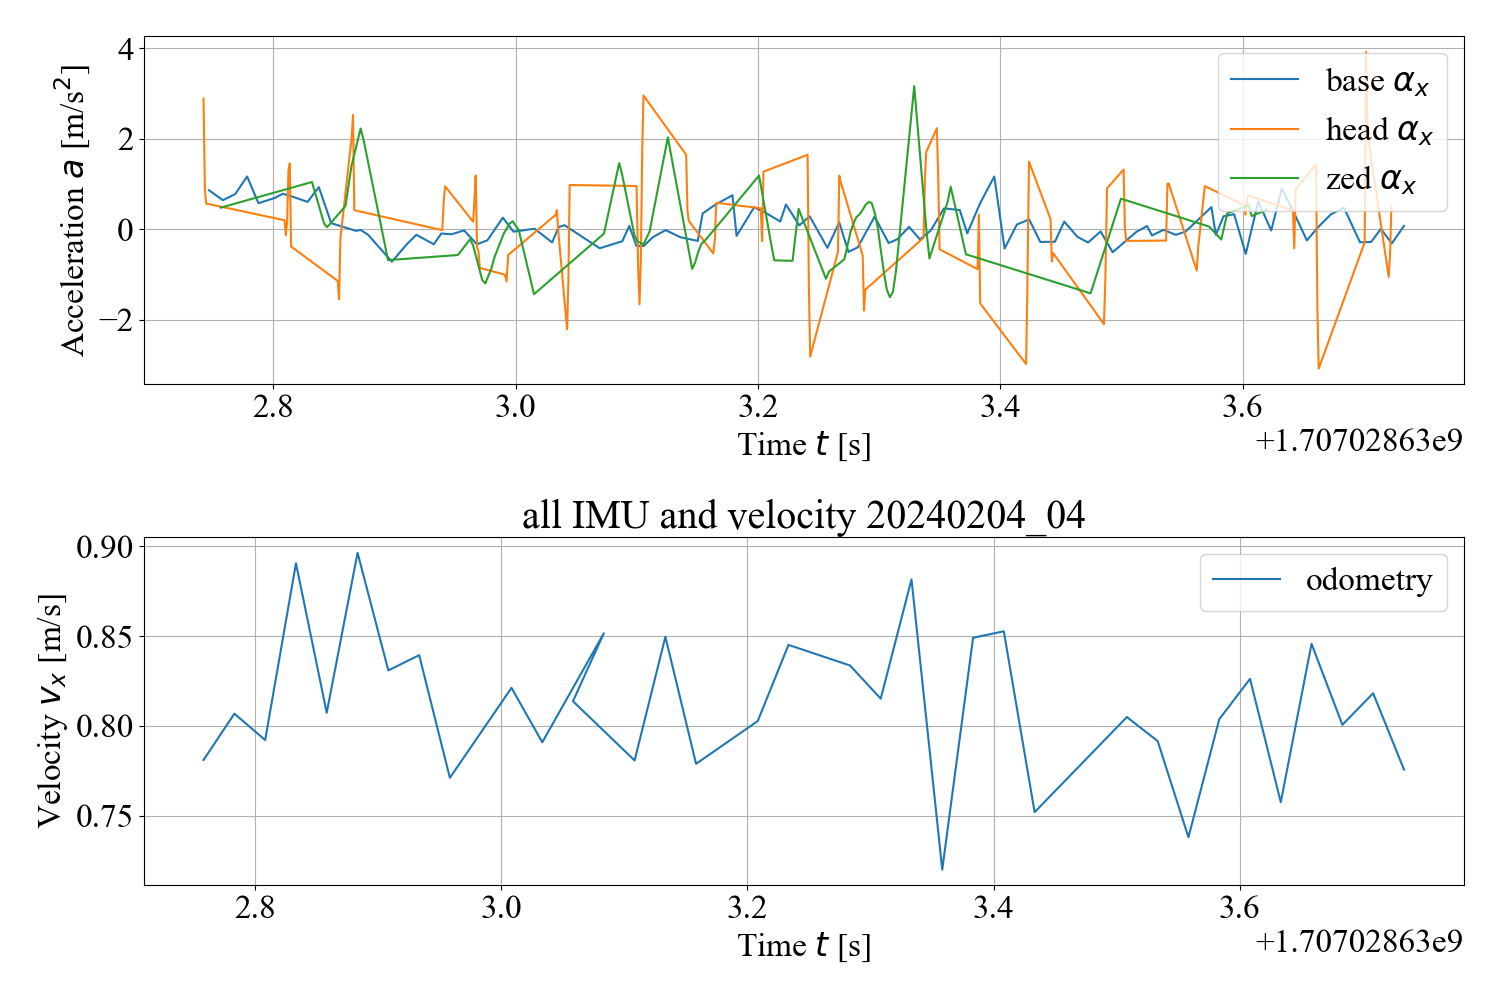 4
2
0
−2
Acceleration a [m/s²]
base αx
head αx
zed αx
2.8 3.0 3.2 3.4 3.6
Time t [s]
+1.70702863e9
all IMU and velocity 20240204_04
0.90
0.85
0.80
0.75
Velocity vx [m/s]
odometry
2.8 3.0 3.2 3.4 3.6
Time t [s]
+1.70702863e9